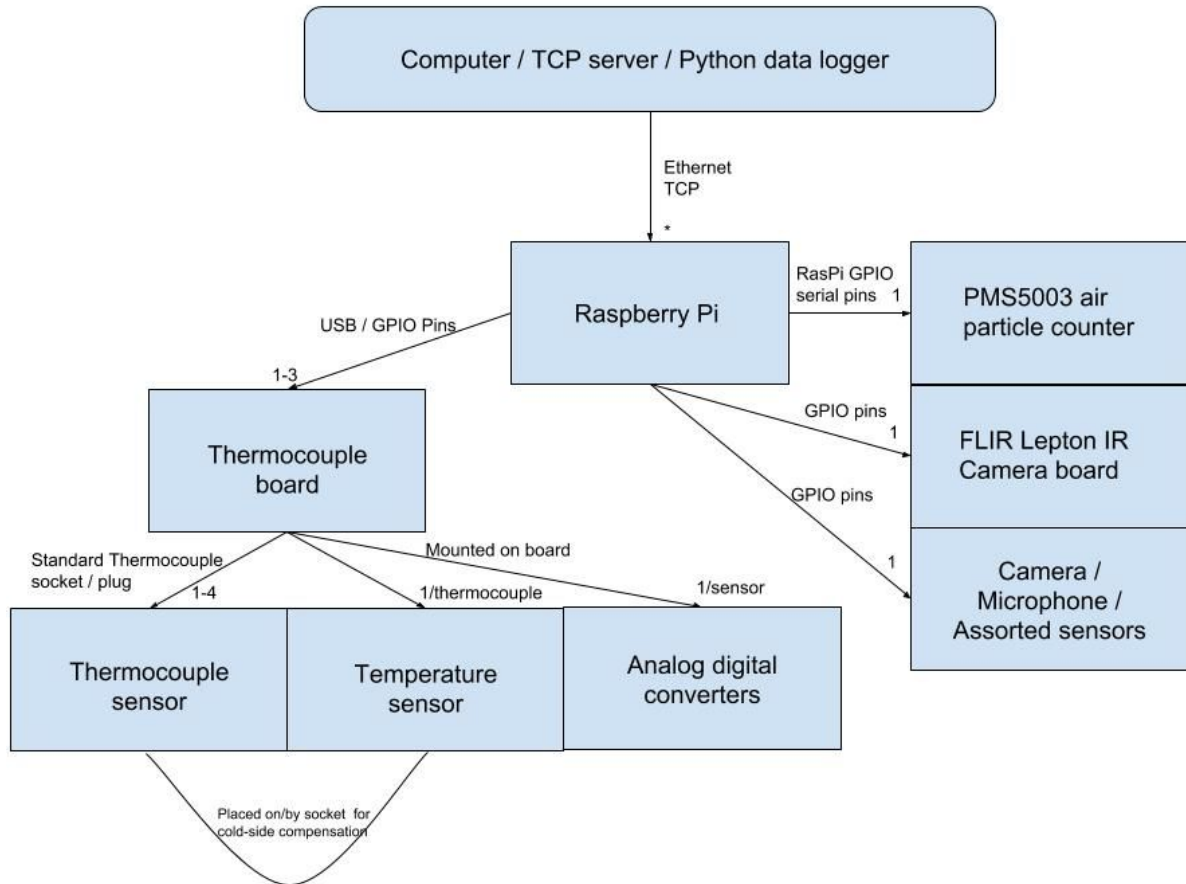 Computer / TCP server / Python data logger
Ethernet
TCP
*
Raspberry Pi
RasPi GPIO
serial pins 1
PMS5003 air
particle counter
USB / GPIO Pins
1-3
GPIO pins
1
FLIR Lepton IR
Camera board
Thermocouple
board
GPIO pins
1
Camera /
Microphone /
Assorted sensors
Standard Thermocouple
socket / plug
1-4
Mounted on board
1/thermocouple
1/sensor
Thermocouple
sensor
Temperature
sensor
Analog digital
converters
Placed on/by socket for
cold-side compensation